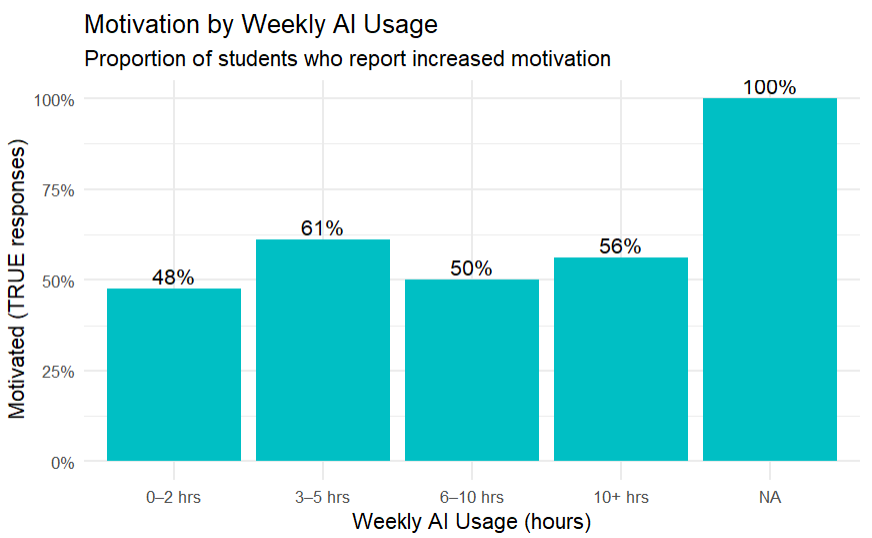 Motivation by Weekly AI Usage
Proportion of students who report increased motivation
Motivated (TRUE responses)
100%
75%
50%
25%
0%
48%
61%
50%
56%
100%
0–2 hrs
3–5 hrs
6–10 hrs
10+ hrs
NA
Weekly AI Usage (hours)